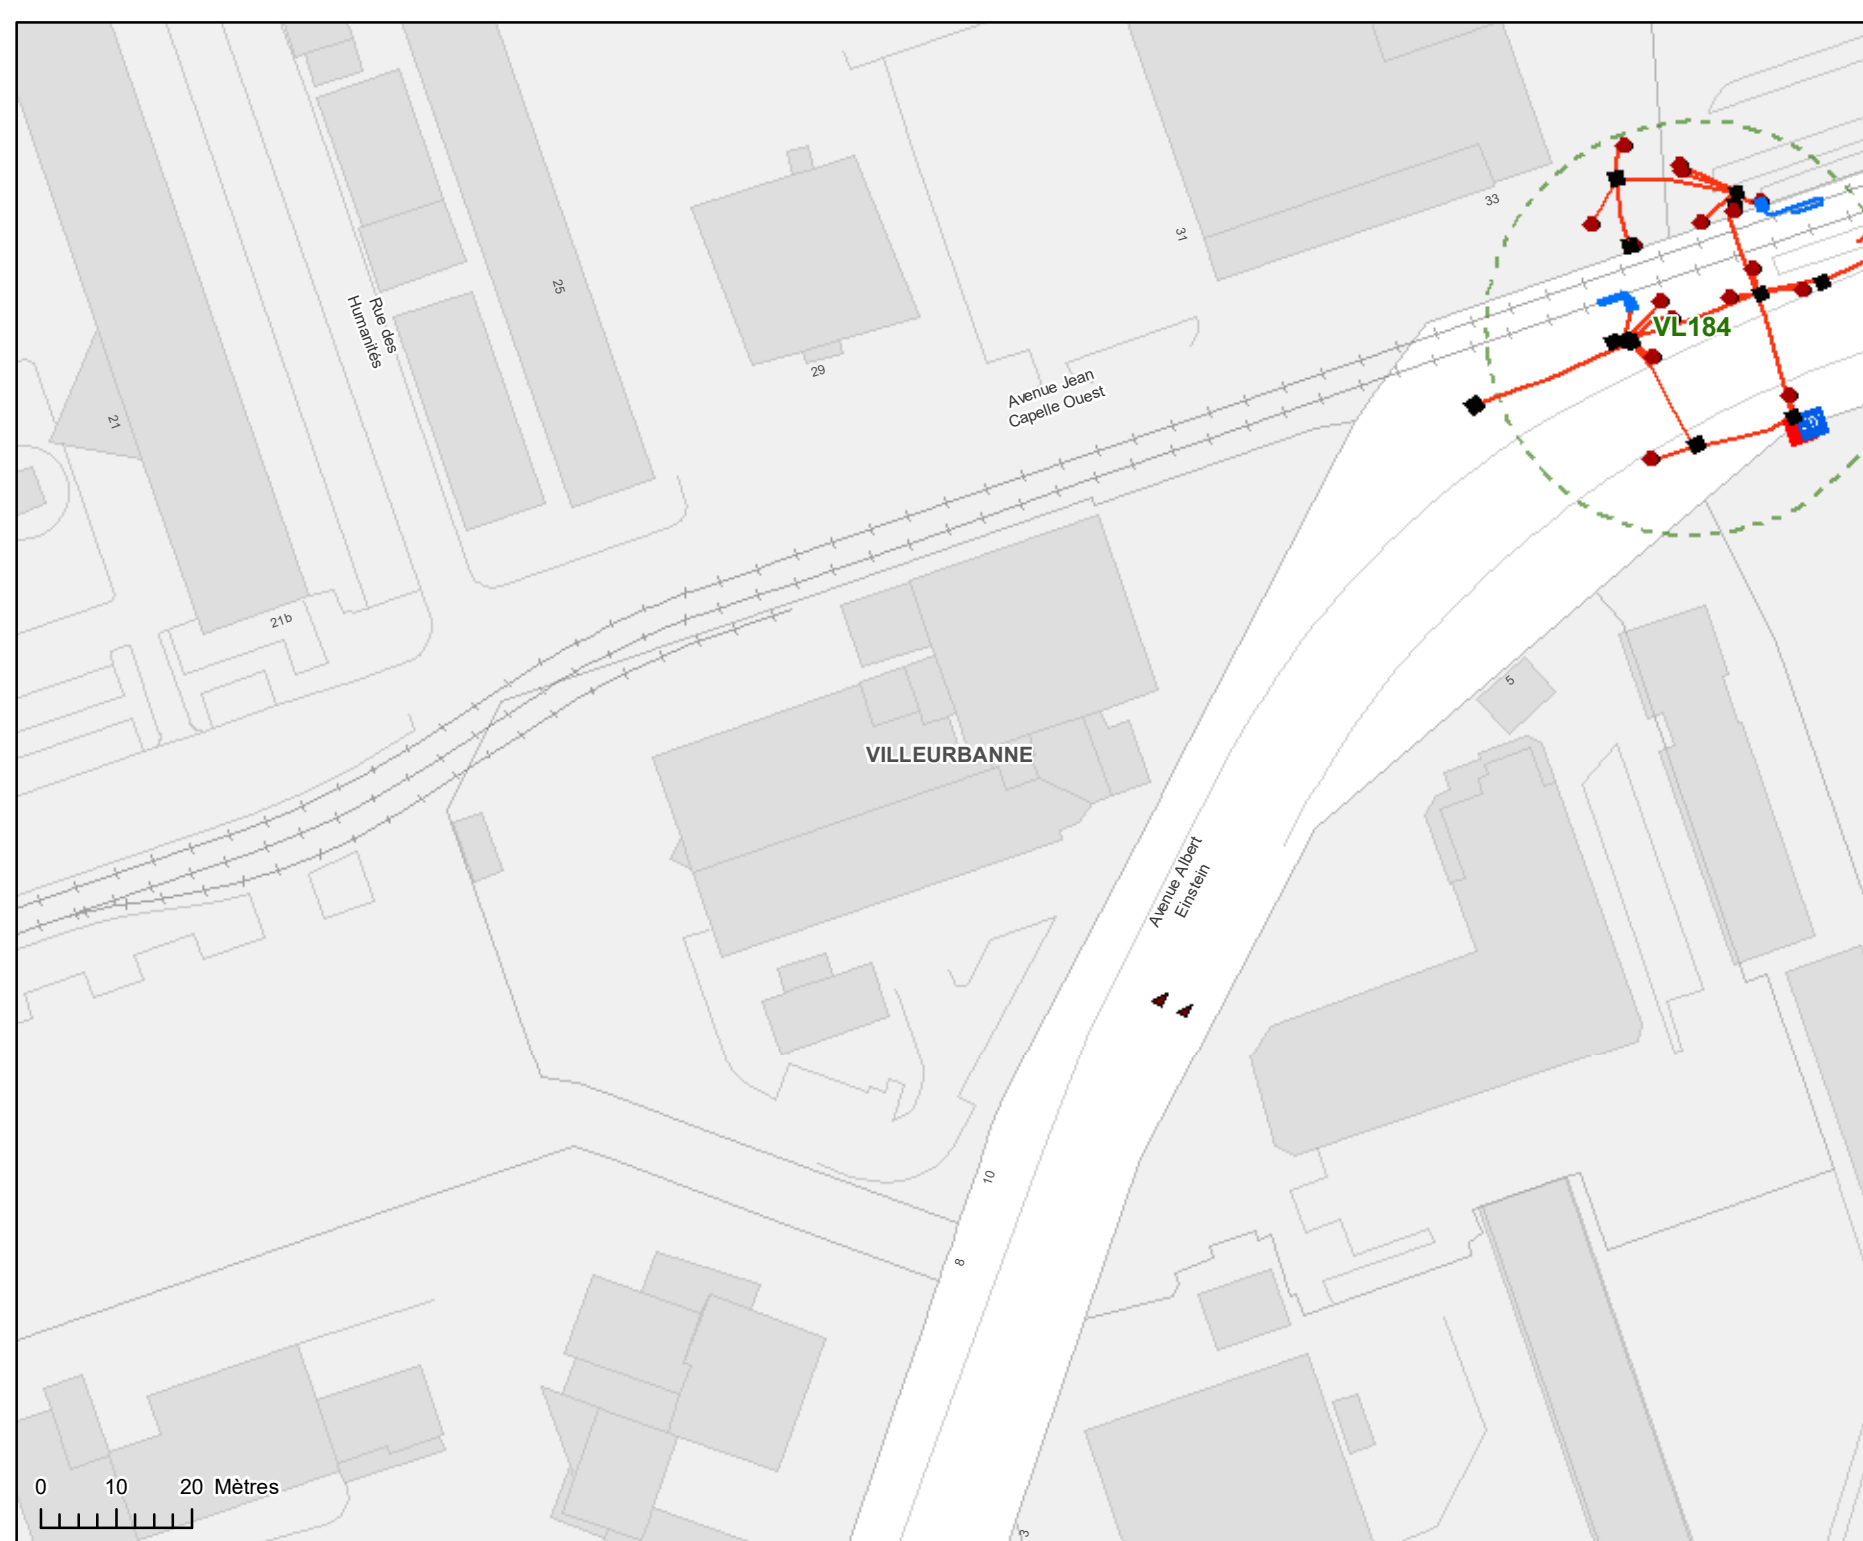 33
31
25
Rue des
Humanités
VL184
29
Avenue Jean
Capelle Ouest
21
21b
5
VILLEURBANNE
Avenue Albert
Einstein
10
8
0 10 20 Mètres
3